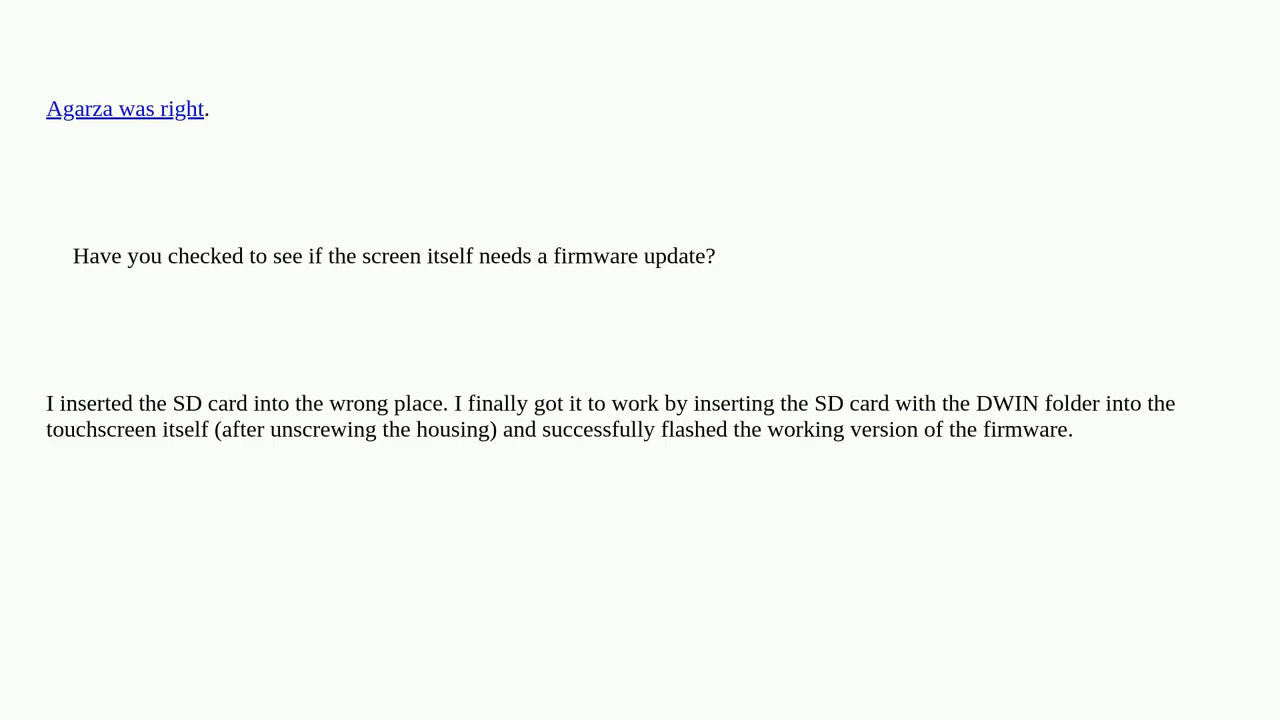 Agarza was right.
Have you checked to see if the screen itself needs a firmware update?
I inserted the SD card into the wrong place. I finally got it to work by inserting the SD card with the DWIN folder into the
touchscreen itself (after unscrewing the housing) and successfully flashed the working version of the firmware.